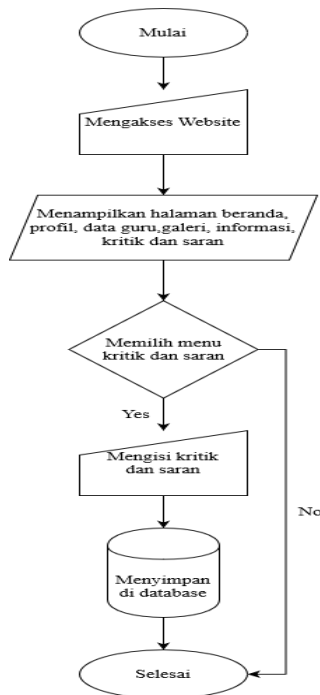 Mulai
Mengakses Website
Menampilkan halaman beranda,
profil, data guru,galeri, informasi,
kritik dan saran
Memilih menu
kritik dan saran
Yes
Mengisi kritik
dan saran
No
Menyimpan
di database
Selesai